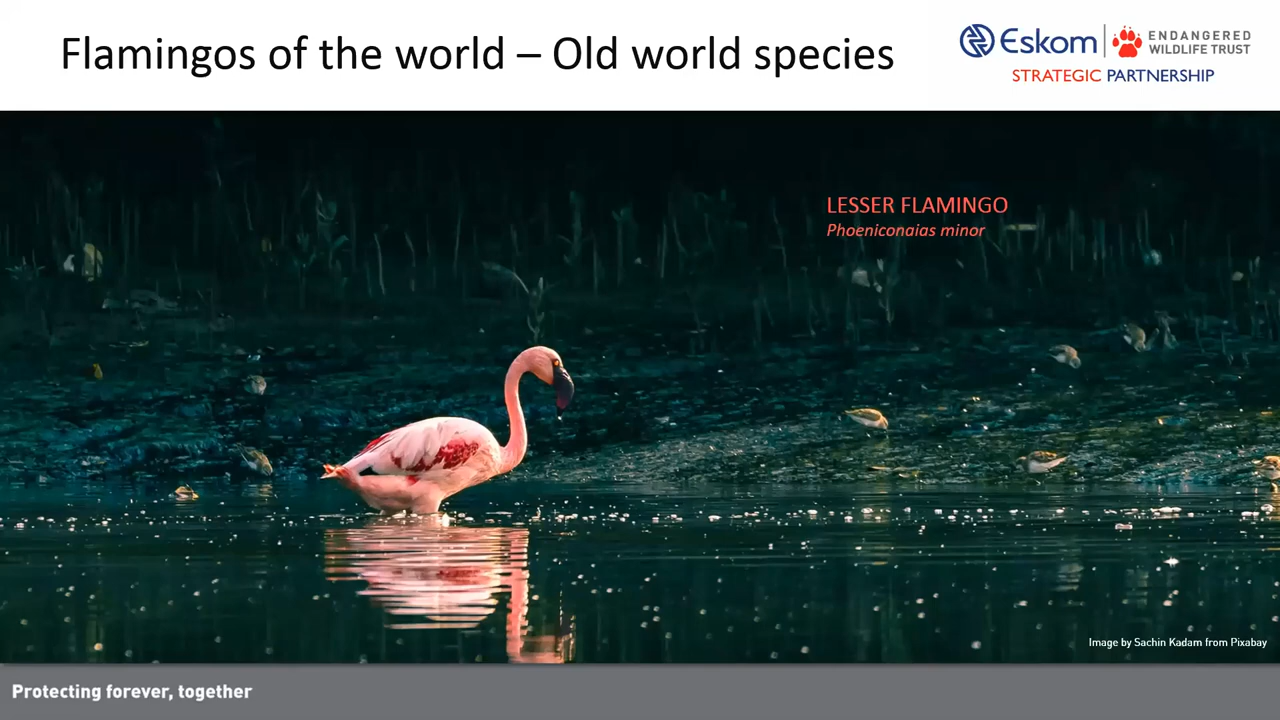 Flamingos of the world – Old world species
Eskom
ENDANGERED
WILDLIFE TRUST
STRATEGIC PARTNERSHIP
LESSER FLAMINGO
Phoeniconaias minor
Image by Sachin Kadam from Pixabay
Protecting forever, together